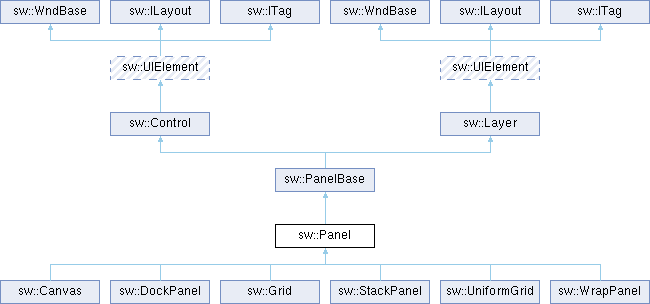 sw::WndBase sw::ILayout sw::ITag sw::WndBase sw::ILayout sw::ITag
sw::UIElement sw::UIElement
sw::Control sw::Layer
sw::PanelBase
sw::Panel
sw::Canvas sw::DockPanel sw::Grid sw::StackPanel sw::UniformGrid sw::WrapPanel